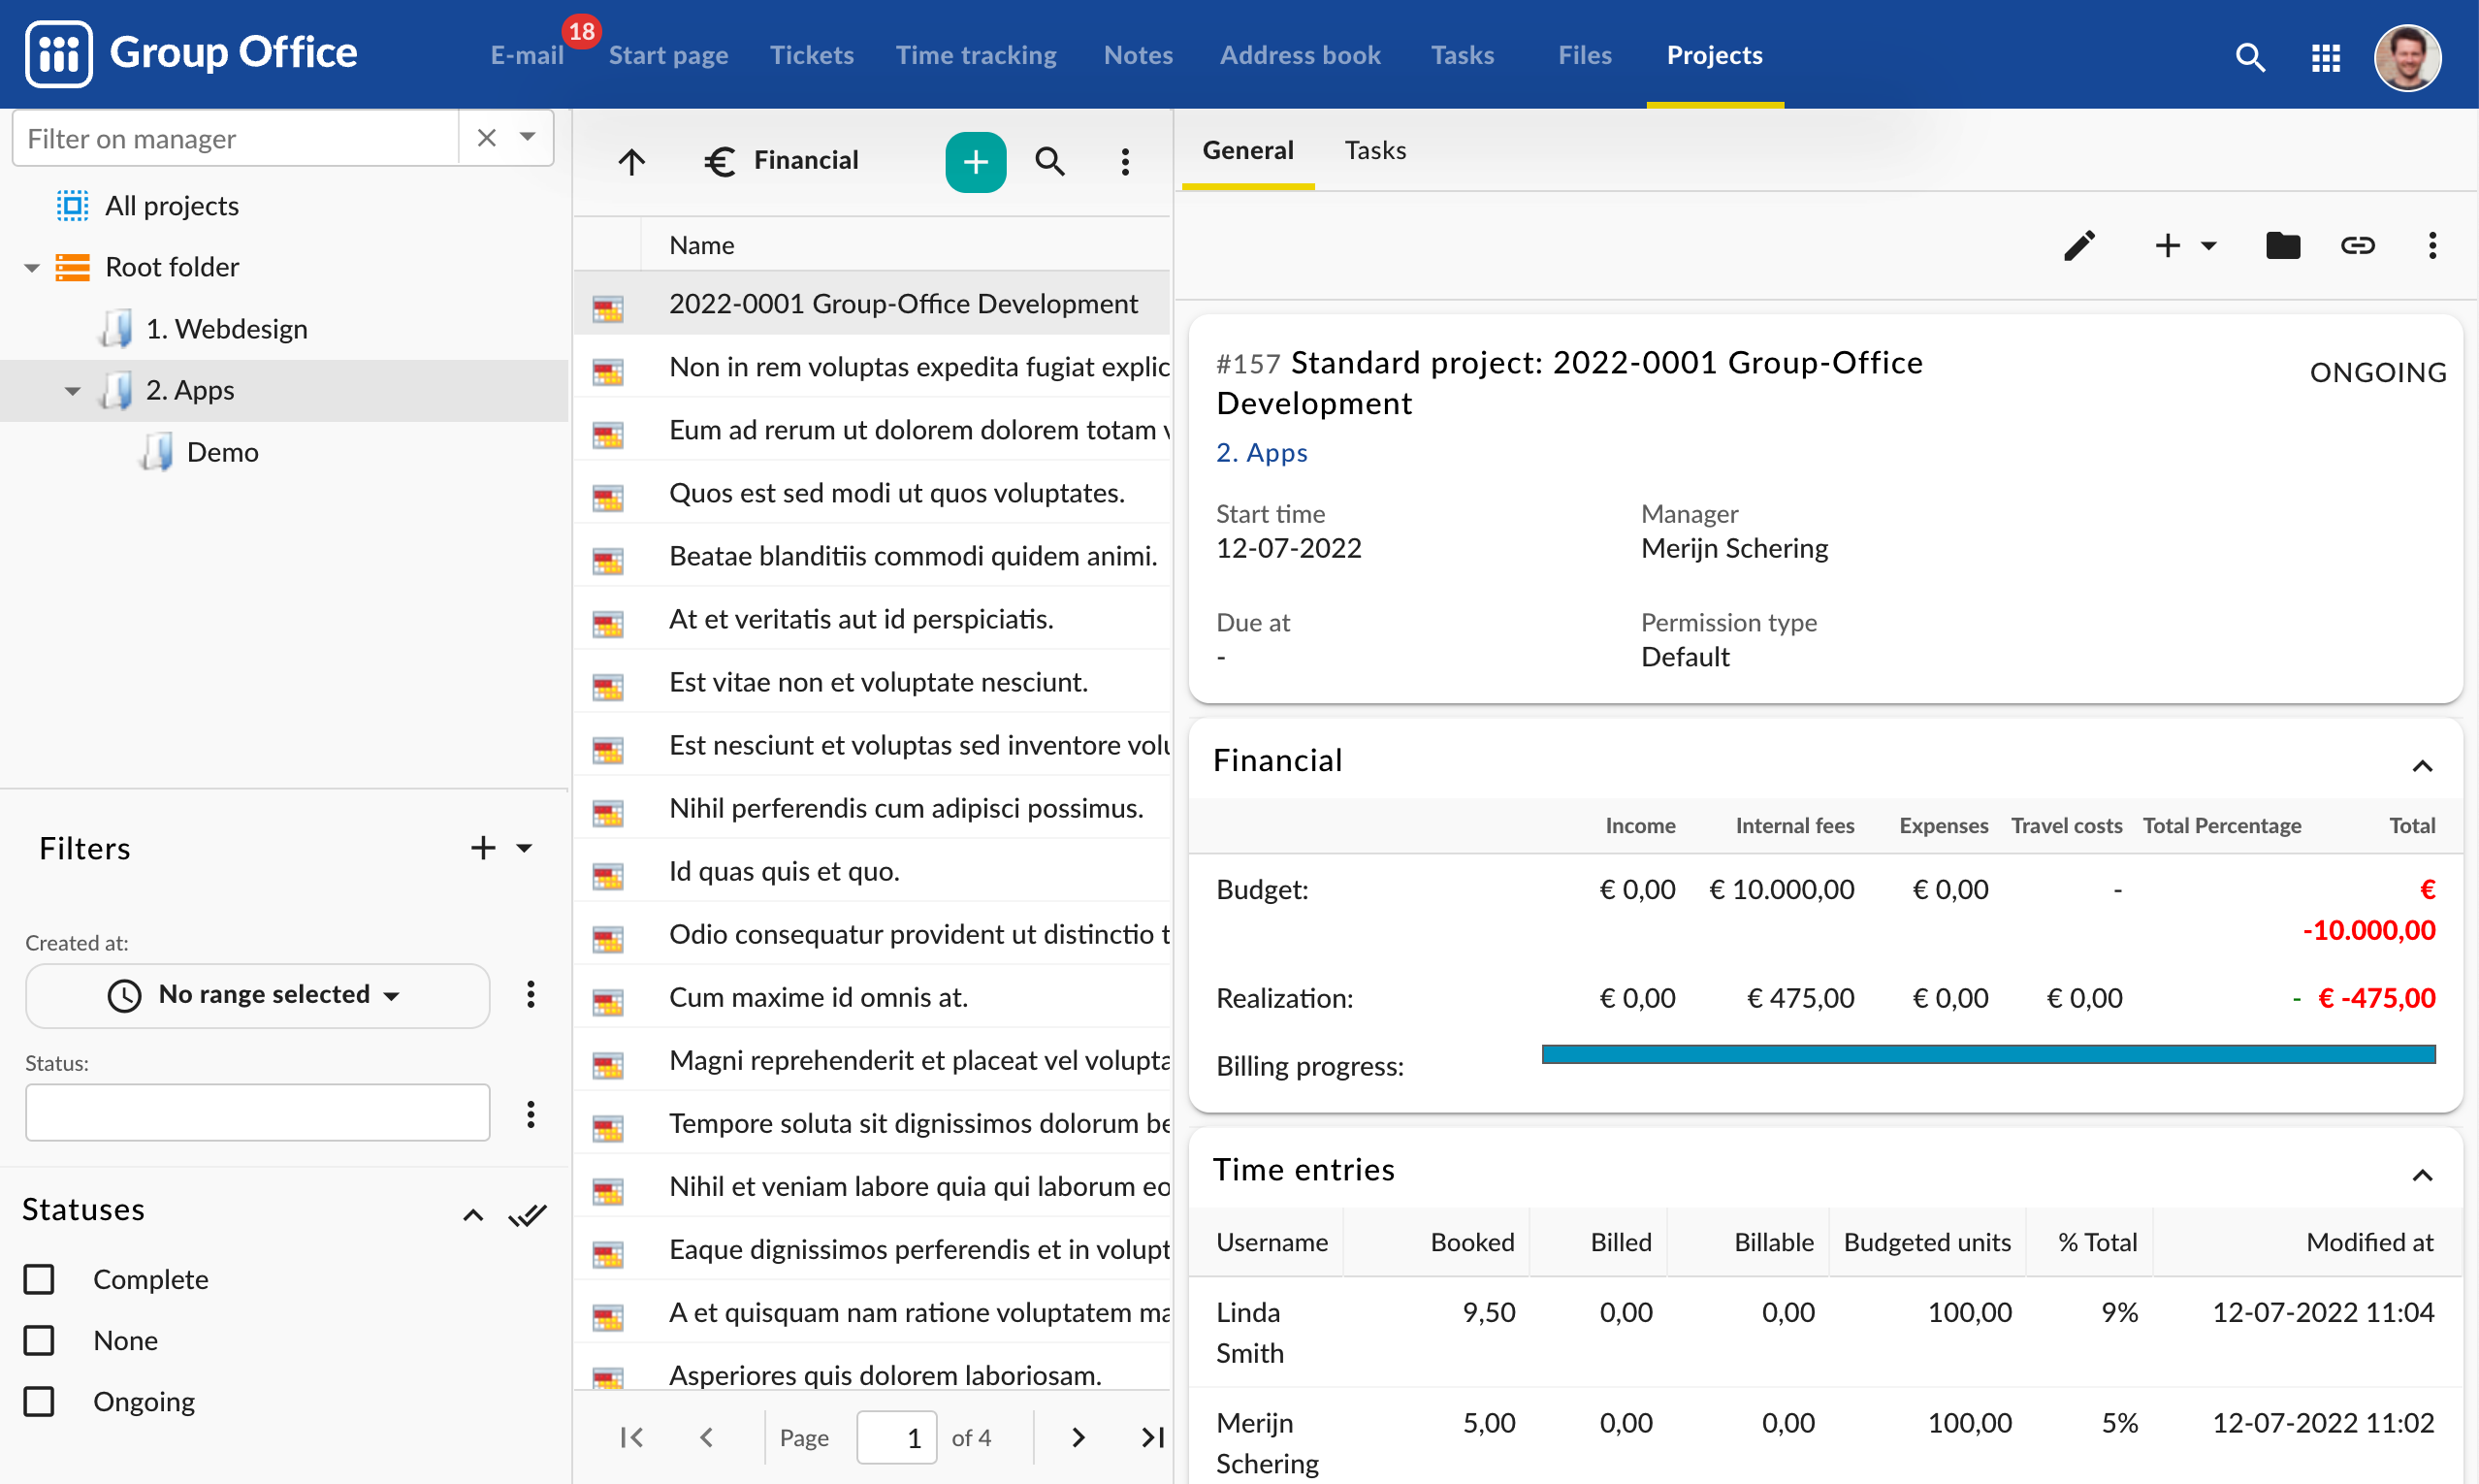 Group Office
E-mail
18
Start page
Tickets
Time tracking
Notes
Address book
Tasks
Files
Projects
Filter on manager
All projects
Root folder
1. Webdesign
2. Apps
Demo
Filters
Created at:
No range selected
Status:
Statuses
Complete
None
Ongoing
Financial
Name
2022-0001 Group-Office Development
Non in rem voluptas expedita fugiat explic
Eum ad rerum ut dolorem dolorem totam
Quos est sed modi ut quos voluptates.
Beatae blanditiis commodi quidem animi.
At et veritatis aut id perspiciatis.
Est vitae non et voluptate nesciunt.
Est nesciunt et voluptas sed inventore volu
Nihil perferendis cum adipisci possimus.
Id quas quis et quo.
Odio consequatur provident ut distinctio t
Cum maxime id omnis at.
Magni reprehenderit et placeat vel volupta
Tempore soluta sit dignissimos dolorum be
Nihil et veniam labore quia qui laborum eo
Eaque dignissimos perferendis et in volupt
A et quisquam nam ratione voluptatem ma
Asperiores quis dolorem laboriosam.
Page 1 of 4
General
Tasks
#157 Standard project: 2022-0001 Group-Office
Development
ONGOING
2. Apps
Start time
12-07-2022
Manager
Merijn Schering
Due at
-
Permission type
Default
Financial
Income Internal fees Expenses Travel costs Total Percentage Total
Budget: € 0,00 € 10.000,00 € 0,00 - €
-10.000,00
Realization: € 0,00 € 475,00 € 0,00 € 0,00 - € -475,00
Billing progress:
Time entries
Username Booked Billed Billable Budgeted units % Total Modified at
Linda 9,50 0,00 0,00 100,00 9% 12-07-2022 11:04
Smith
Merijn 5,00 0,00 0,00 100,00 5% 12-07-2022 11:02
Schering